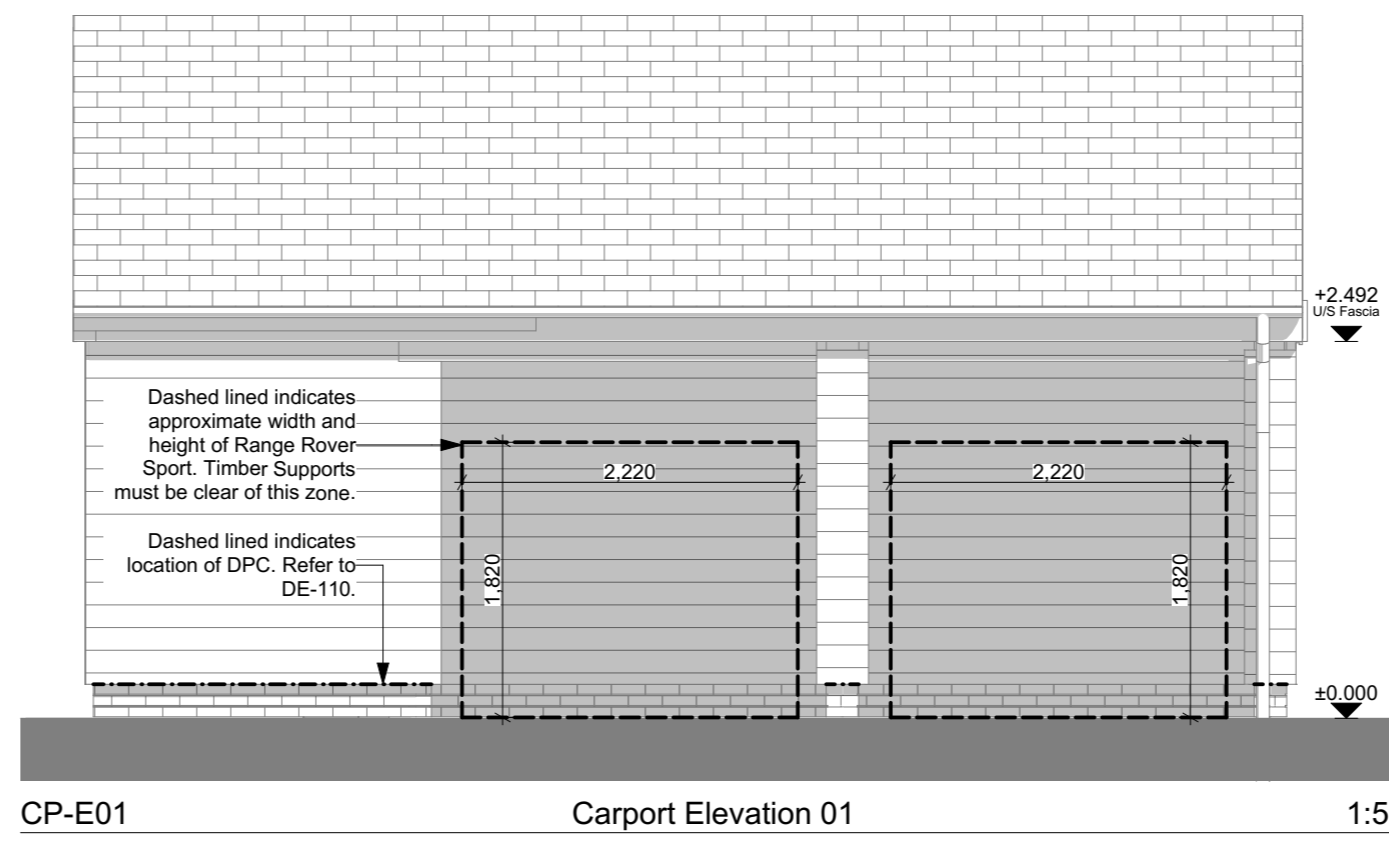 +2.492
U/S Fascia
Dashed lined indicates
approximate width and
height of Range Rover
Sport. Timber Supports
must be clear of this zone.
2,220
2,220
Dashed lined indicates
location of DPC. Refer to
DE-110.
1,820
1,820
±0.000
CP-E01
Carport Elevation 01
1:5